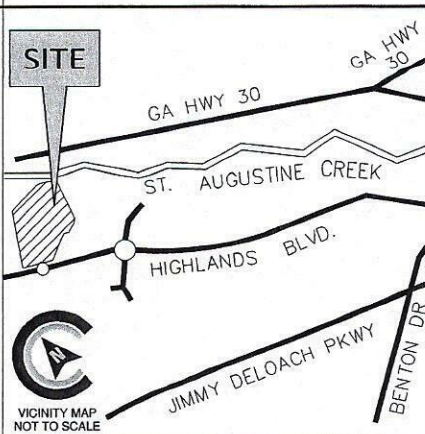 SITE
GA HWY 30
GA HWY
30
ST. AUGUSTINE CREEK
HIGHLANDS BLVD.
JIMMY DELOACH PKWY
BENTON DR
N
VICINITY MAP
NOT TO SCALE